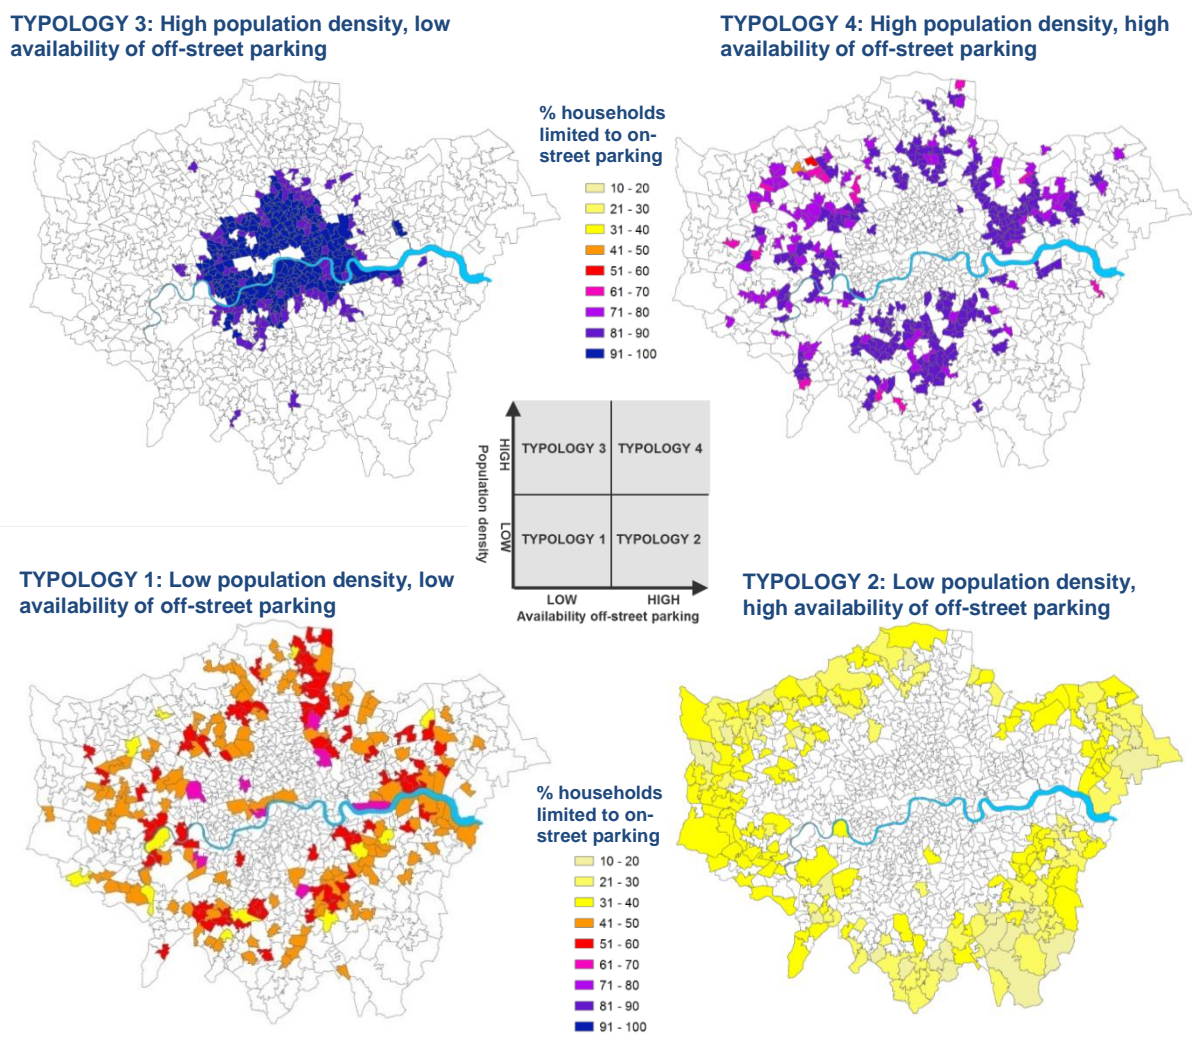 TYPOLOGY 3: High population density, low
availability of off-street parking
TYPOLOGY 4: High population density, high
availability of off-street parking
% households
limited to on-
street parking
10 - 20
21 - 30
31 - 40
41 - 50
51 - 60
61 - 70
71 - 80
81 - 90
91 - 100
Population density
HIGH
LOW
TYPOLOGY 3
TYPOLOGY 4
TYPOLOGY 1
TYPOLOGY 2
LOW
HIGH
Availability off-street parking
TYPOLOGY 1: Low population density, low
availability of off-street parking
TYPOLOGY 2: Low population density,
high availability of off-street parking
% households
limited to on-
street parking
10 - 20
21 - 30
31 - 40
41 - 50
51 - 60
61 - 70
71 - 80
81 - 90
91 - 100